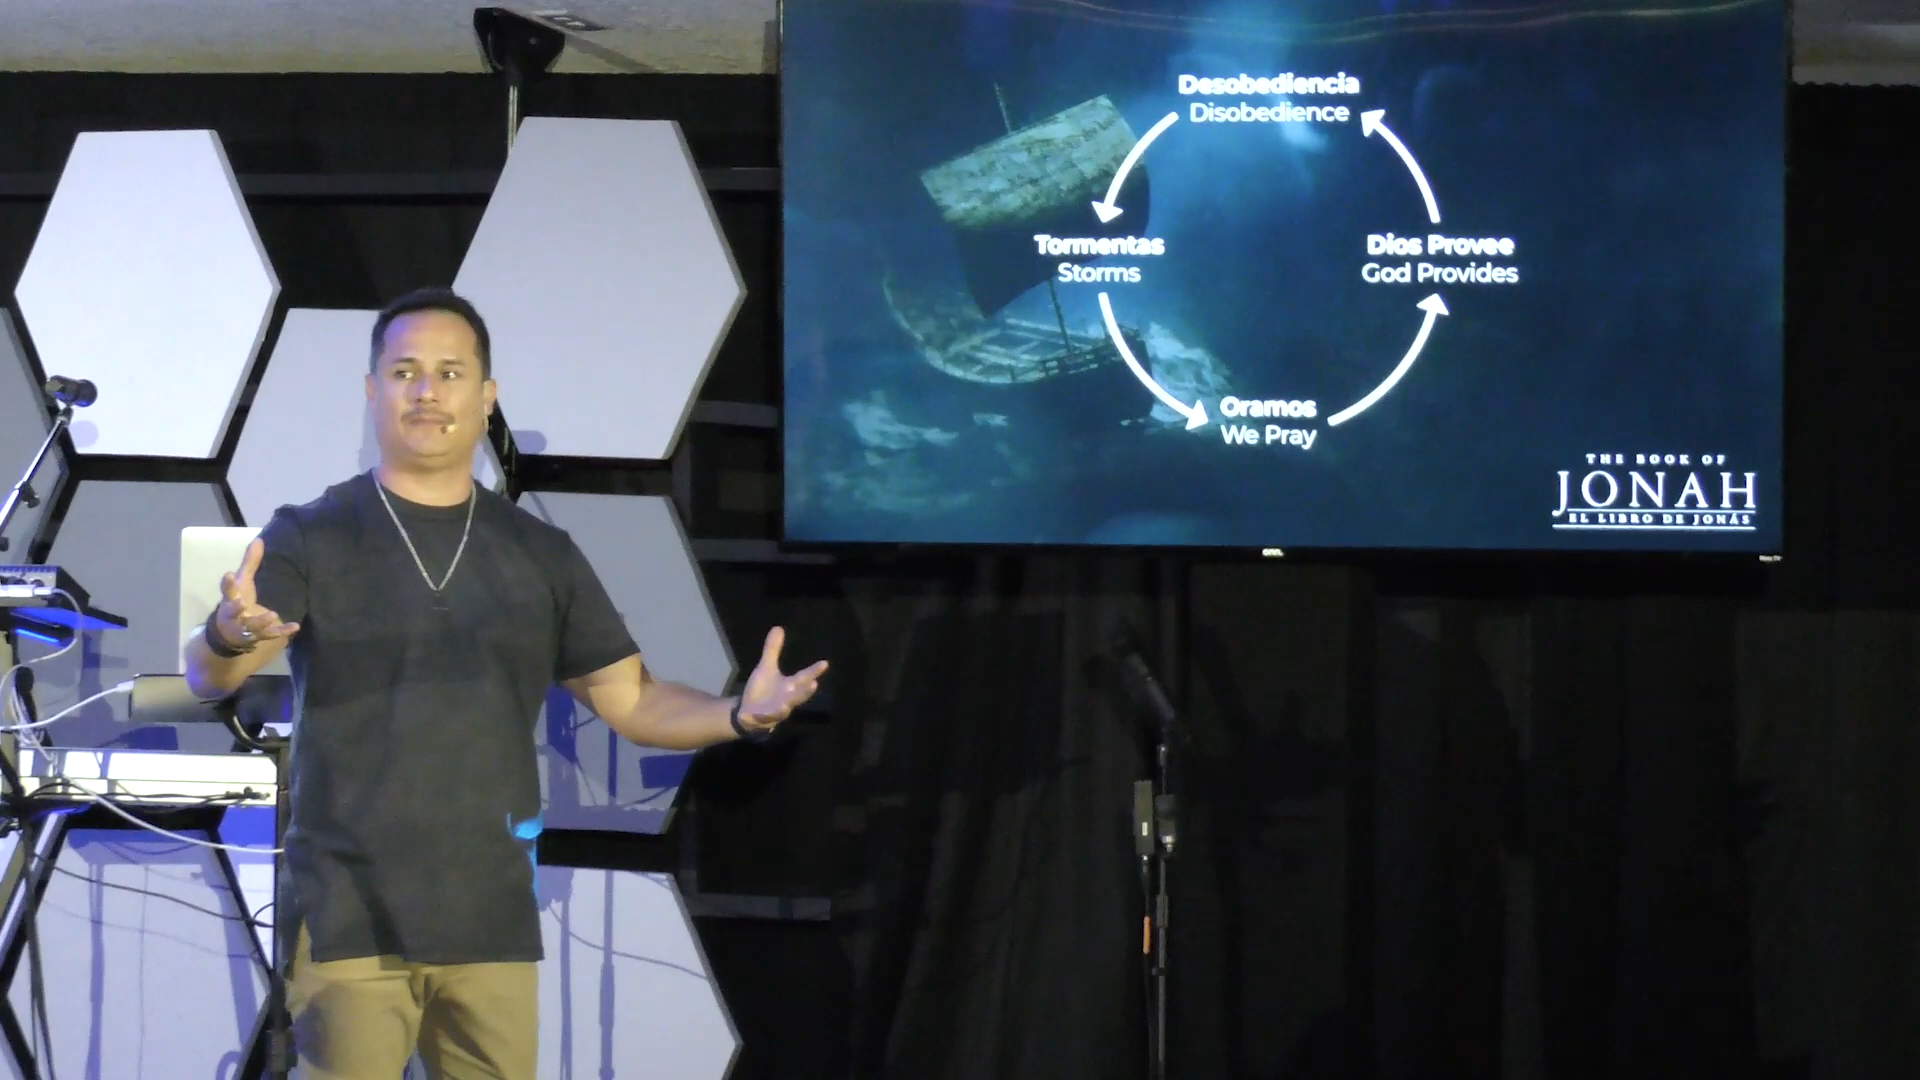 Desobediencia
Disobedience
Tormentas
Storms
Dios Provee
God Provides
Oramos
We Pray
THE BOOK OF
JONAH
EL LIBRO DE JONÁS
onn.